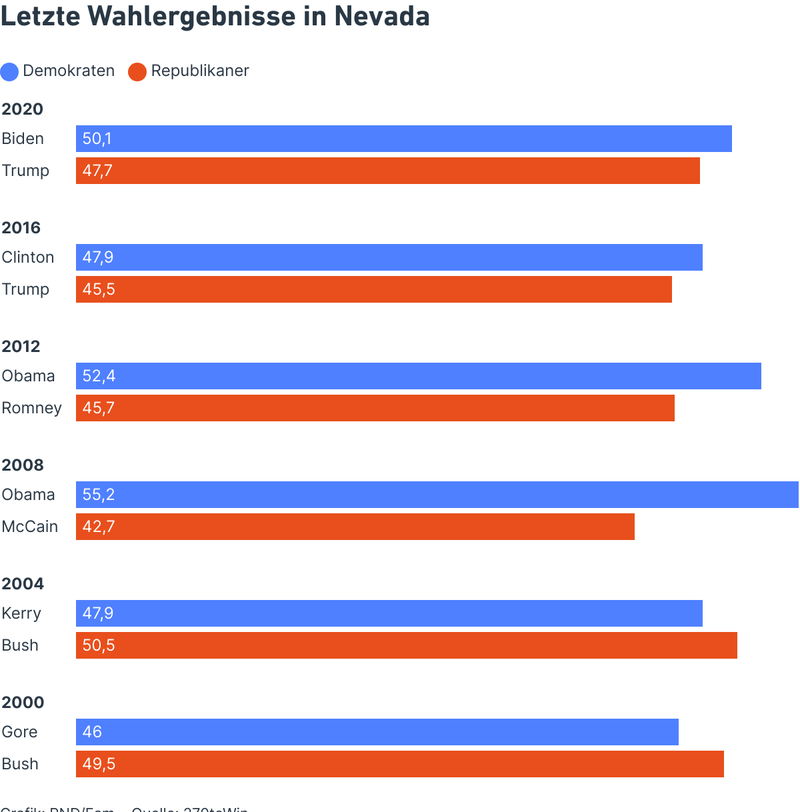 Letzte Wahlergebnisse in Nevada
Demokraten Republikaner
2020
Biden 50,1
Trump 47,7
2016
Clinton 47,9
Trump 45,5
2012
Obama 52,4
Romney 45,7
2008
Obama 55,2
McCain 42,7
2004
Kerry 47,9
Bush 50,5
2000
Gore 46
Bush 49,5
Quelle: 270toWin